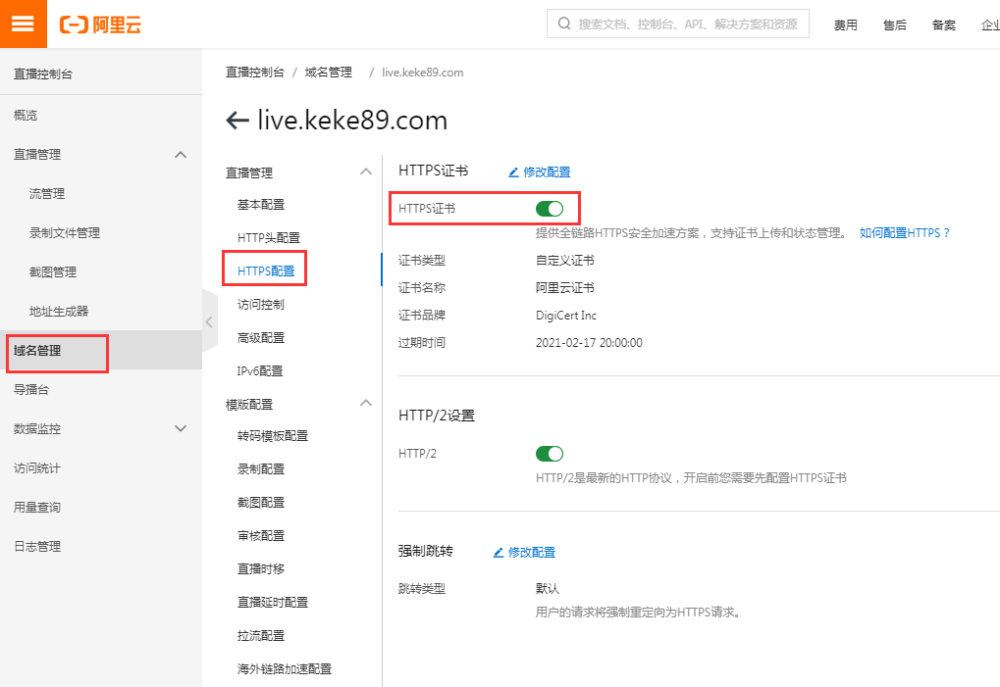 阿里云
搜索文档、控制台、API、解决方案和资源
费用
售后
备案
企业
直播控制台
概览
直播管理
流管理
录制文件管理
截图管理
地址生成器
域名管理
导播台
数据监控
访问统计
用量查询
日志管理
直播控制台 / 域名管理 / live.keke89.com
live.keke89.com
直播管理
基本配置
HTTP头配置
HTTPS配置
访问控制
高级配置
IPv6配置
模版配置
转码模板配置
录制配置
截图配置
审核配置
直播时移
直播延时配置
拉流配置
海外链路加速配置
HTTPS证书 修改配置
HTTPS证书
提供全链路HTTPS安全加速方案，支持证书上传和状态管理。 如何配置HTTPS？
证书类型 自定义证书
证书名称 阿里云证书
证书品牌 DigiCert Inc
过期时间 2021-02-17 20:00:00
HTTP/2设置
HTTP/2
HTTP/2是最新的HTTP协议，开启前您需要先配置HTTPS证书
强制跳转 修改配置
跳转类型 默认
用户的请求将强制重定向为HTTPS请求。